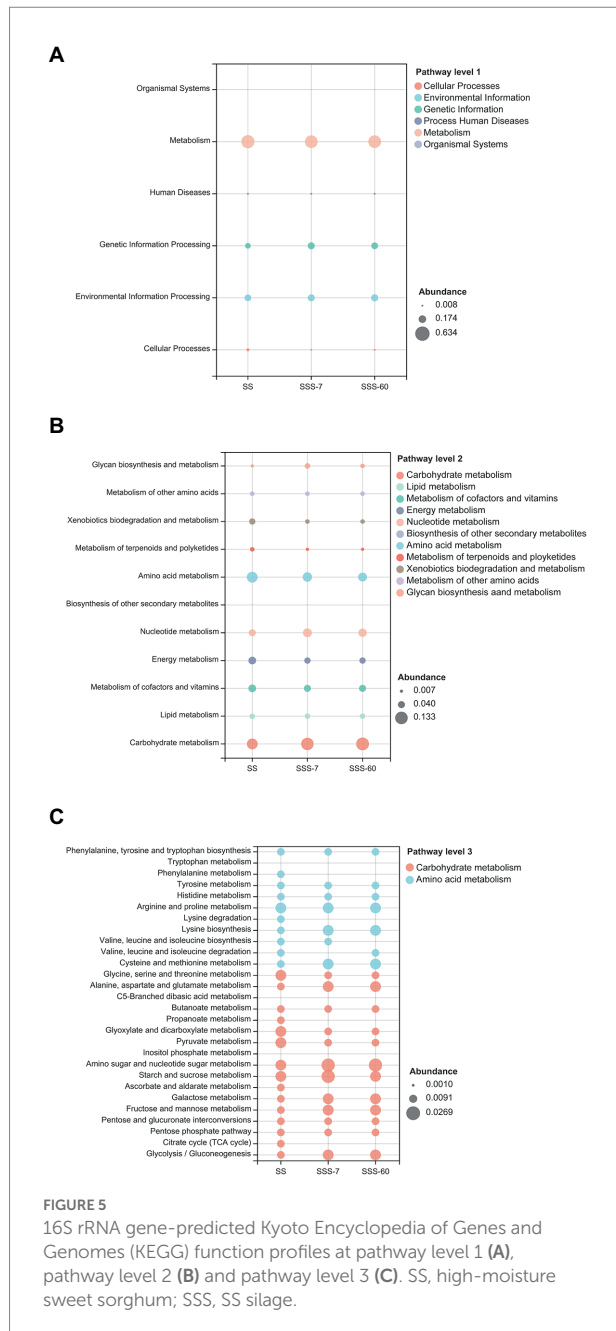 A
Organismal Systems
Metabolism
Human Diseases
Genetic Information Processing
Environmental Information Processing
Cellular Processes
SS
SSS-7
SSS-60
Pathway level 1
Cellular Processes
Environmental Information
Genetic Information
Process Human Diseases
Metabolism
Organismal Systems
Abundance
0.008
0.174
0.634
B
Glycan biosynthesis and metabolism
Metabolism of other amino acids
Xenobiotics biodegradation and metabolism
Metabolism of terpenoids and polyketides
Amino acid metabolism
Biosynthesis of other secondary metabolites
Nucleotide metabolism
Energy metabolism
Metabolism of cofactors and vitamins
Lipid metabolism
Carbohydrate metabolism
SS
SSS-7
SSS-60
Pathway level 2
Carbohydrate metabolism
Lipid metabolism
Metabolism of cofactors and vitamins
Energy metabolism
Nucleotide metabolism
Biosynthesis of other secondary metabolites
Amino acid metabolism
Metabolism of terpenoids and ployketides
Xenobiotics biodegradation and metabolism
Metabolism of other amino acids
Glycan biosynthesis aand metabolism
Abundance
0.007
0.040
0.133
C
Phenylalanine, tyrosine and tryptophan biosynthesis
Tryptophan metabolism
Phenylalanine metabolism
Tyrosine metabolism
Histidine metabolism
Arginine and proline metabolism
Lysine degradation
Lysine biosynthesis
Valine, leucine and isoleucine biosynthesis
Valine, leucine and isoleucine degradation
Cysteine and methionine metabolism
Glycine, serine and threonine metabolism
Alanine, aspartate and glutamate metabolism
C5-Branched dibasic acid metabolism
Butanoate metabolism
Propanoate metabolism
Glyoxylate and dicarboxylate metabolism
Pyruvate metabolism
Inositol phosphate metabolism
Amino sugar and nucleotide sugar metabolism
Starch and sucrose metabolism
Ascorbate and aldarate metabolism
Galactose metabolism
Fructose and mannose metabolism
Pentose and glucuronate interconversions
Pentose phosphate pathway
Citrate cycle (TCA cycle)
Glycolysis / Gluconeogenesis
SS
SSS-7
SSS-60
Pathway level 3
Carbohydrate metabolism
Amino acid metabolism
Abundance
0.0010
0.0091
0.0269
FIGURE 5
16S rRNA gene-predicted Kyoto Encyclopedia of Genes and
Genomes (KEGG) function profiles at pathway level 1 (A),
pathway level 2 (B) and pathway level 3 (C). SS, high-moisture
sweet sorghum; SSS, SS silage.